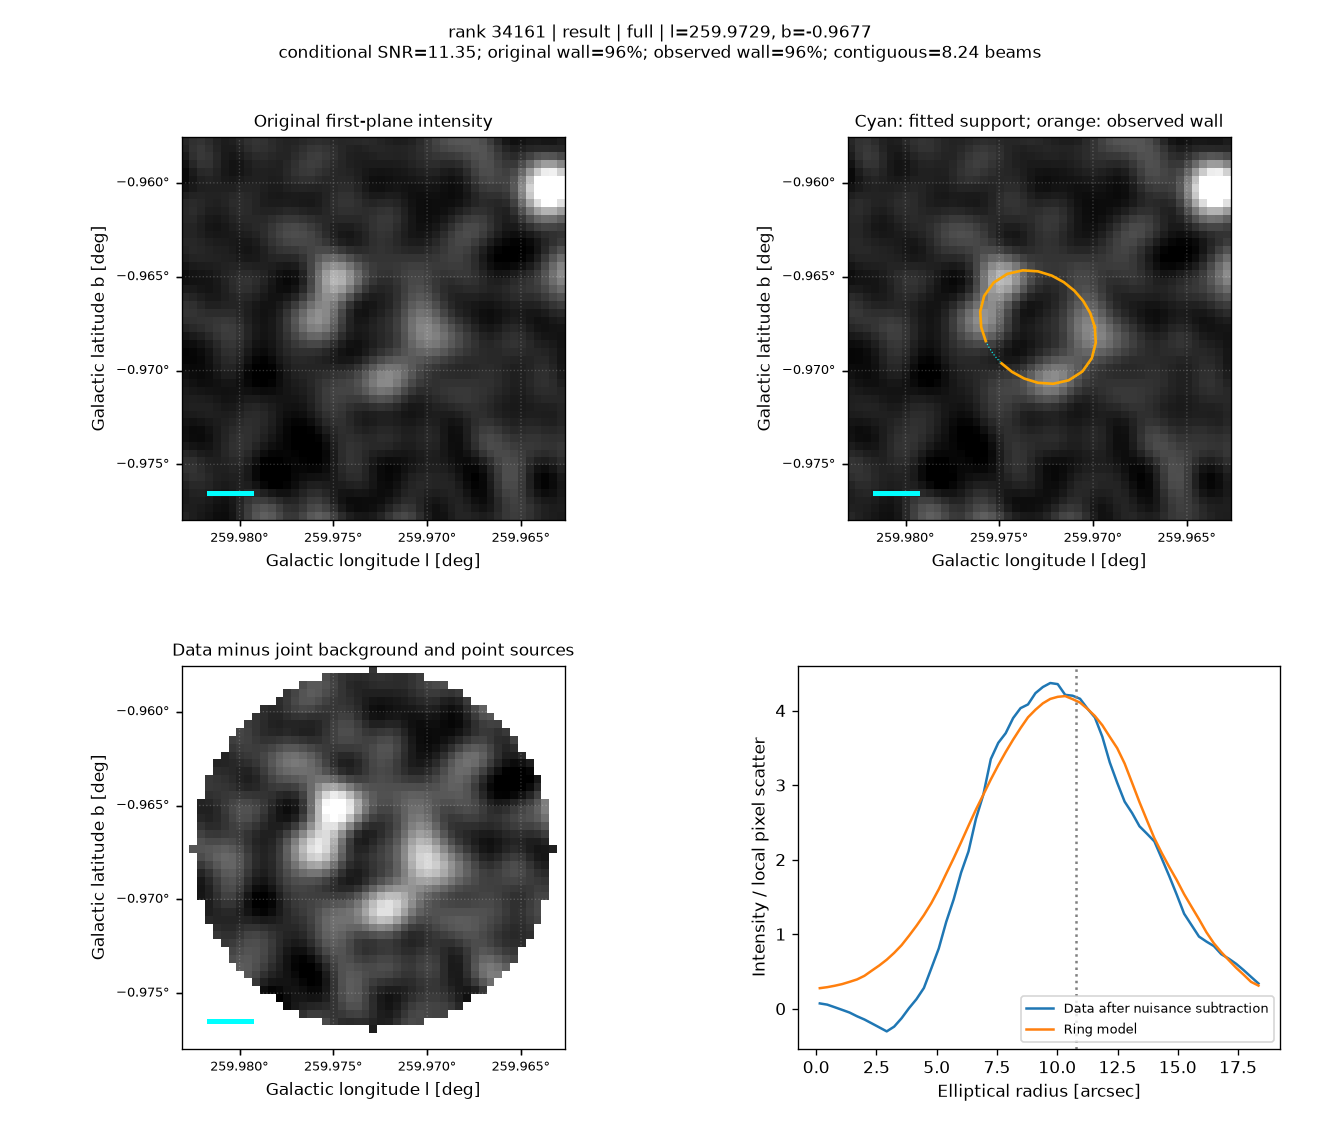 rank 34161 | result | full | l=259.9729, b=-0.9677
conditional SNR=11.35; original wall=96%; observed wall=96%; contiguous=8.24 beams
Original first-plane intensity
Galactic latitude b [deg]
−0.960°
−0.965°
−0.970°
−0.975°
259.980°
259.975°
259.970°
259.965°
Galactic longitude l [deg]
Cyan: fitted support; orange: observed wall
Galactic latitude b [deg]
−0.960°
−0.965°
−0.970°
−0.975°
259.980°
259.975°
259.970°
259.965°
Galactic longitude l [deg]
Data minus joint background and point sources
Galactic latitude b [deg]
−0.960°
−0.965°
−0.970°
−0.975°
259.980°
259.975°
259.970°
259.965°
Galactic longitude l [deg]
Intensity / local pixel scatter
4
3
2
1
0
Data after nuisance subtraction
Ring model
0.0
2.5
5.0
7.5
10.0
12.5
15.0
17.5
Elliptical radius [arcsec]